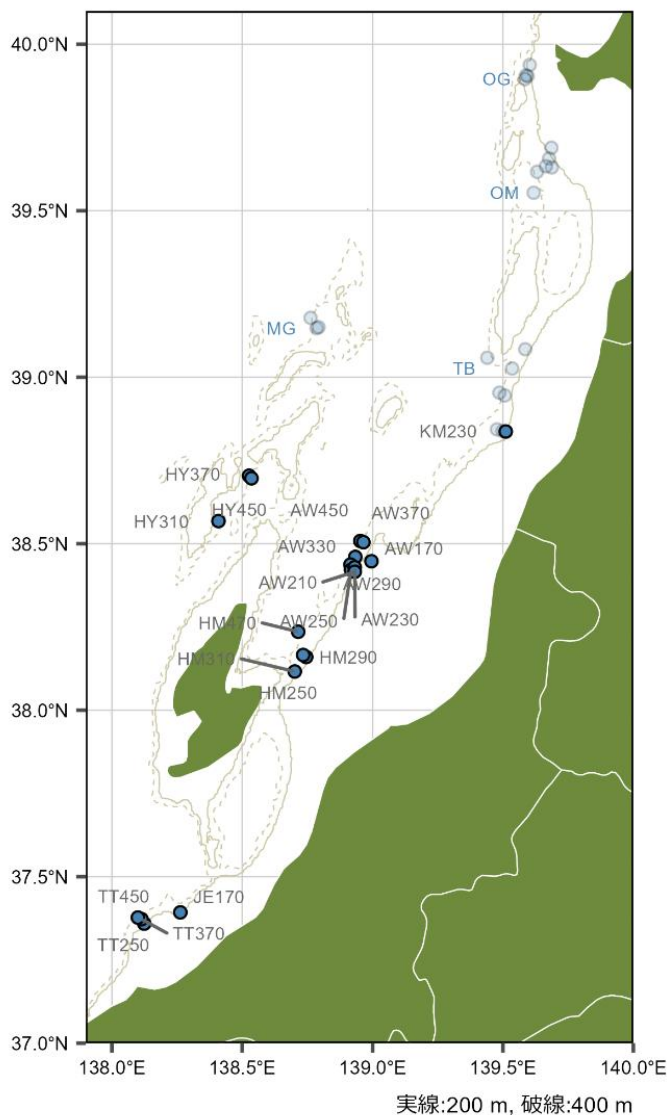 40.0°N
OG
39.5°N
OM
MG
39.0°N
TB
KM230
HY370
HY450
AW450
AW370
HY310
38.5°N
AW330
AW170
AW210
AW290
HM470
AW250
AW230
HM310
HM290
HM250
38.0°N
37.5°N
TT450
JE170
TT370
TT250
37.0°N
138.0°E
138.5°E
139.0°E
139.5°E
140.0°E
実線:200 m, 破線:400 m